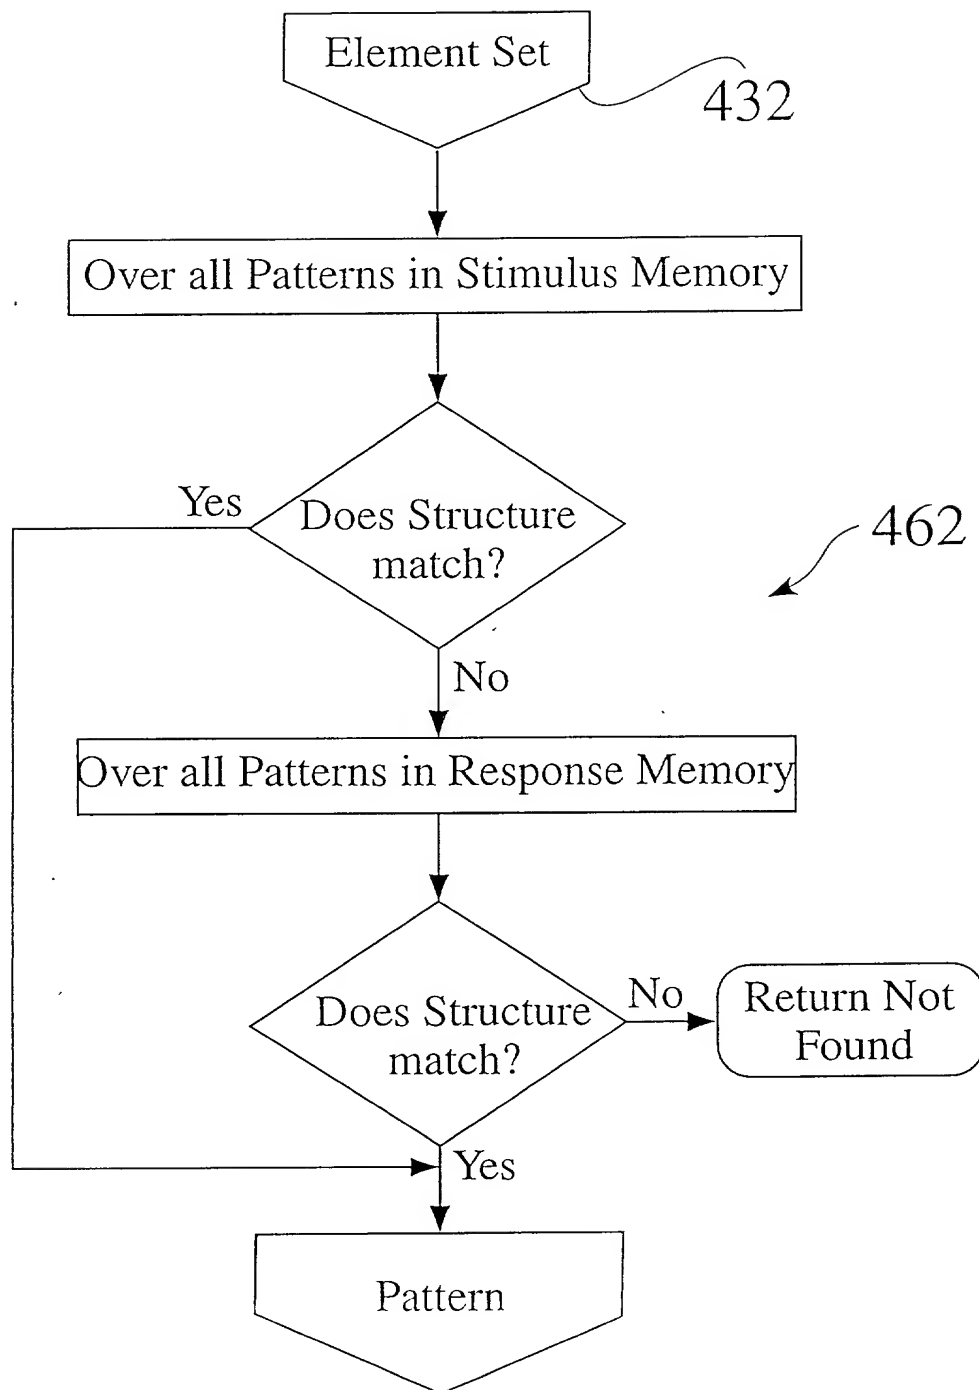 Element Set
432
Over all Patterns in Stimulus Memory
Yes
Does Structure
match?
462
No
Over all Patterns in Response Memory
Does Structure
match?
No
Return Not
Found
Yes
Pattern